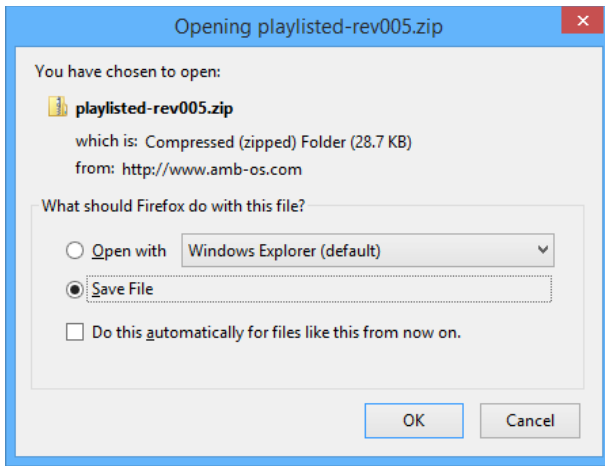 Opening playlisted-rev005.zip
You have chosen to open:
playlisted-rev005.zip
which is: Compressed (zipped) Folder (28.7 KB)
from: http://www.amb-os.com
What should Firefox do with this file?
Open with Windows Explorer (default)
Save File
Do this automatically for files like this from now on.
OK Cancel